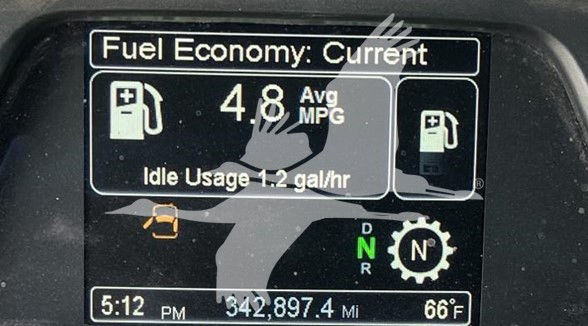 Fuel Economy: Current
4.8 Avg MPG
Idle Usage 1.2 gal/hr
®
D
N
R
N
5:12 PM 342,897.4 Mi 66°F